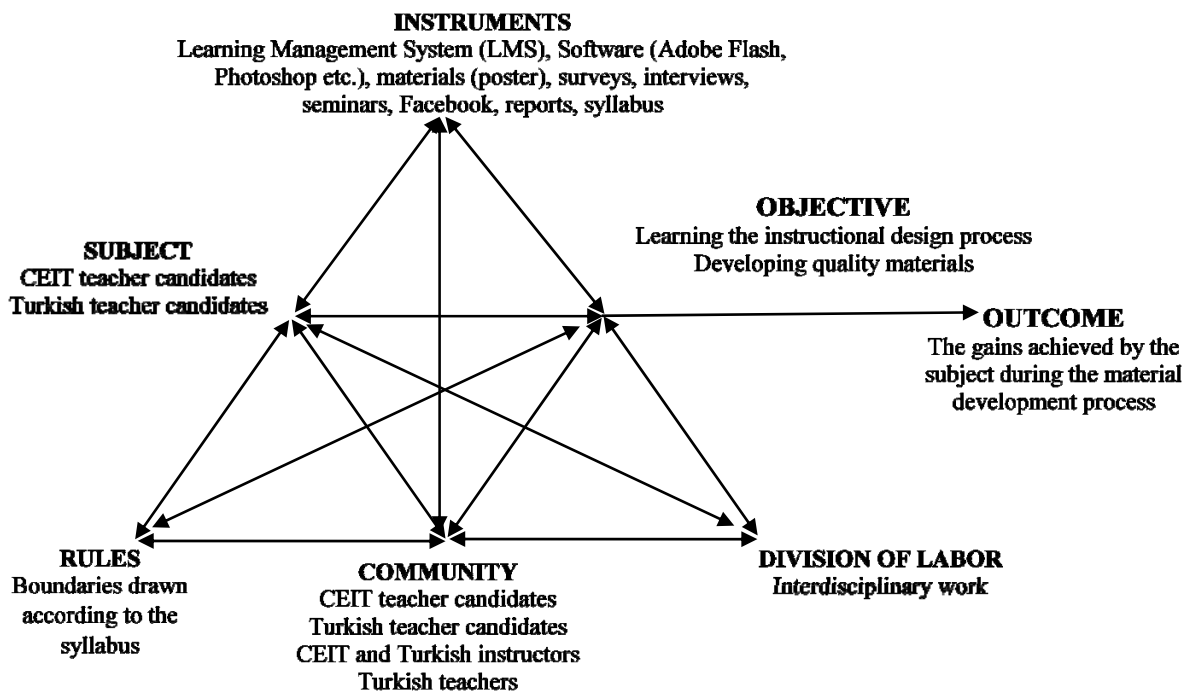 INSTRUMENTS
Learning Management System (LMS), Software (Adobe Flash,
Photoshop etc.), materials (poster), surveys, interviews,
seminars, Facebook, reports, syllabus
OBJECTIVE
Learning the instructional design process
Developing quality materials
SUBJECT
CEIT teacher candidates
Turkish teacher candidates
OUTCOME
The gains achieved by the
subject during the material
development process
RULES
Boundaries drawn
according to the
syllabus
COMMUNITY
CEIT teacher candidates
Turkish teacher candidates
CEIT and Turkish instructors
Turkish teachers
DIVISION OF LABOR
Interdisciplinary work